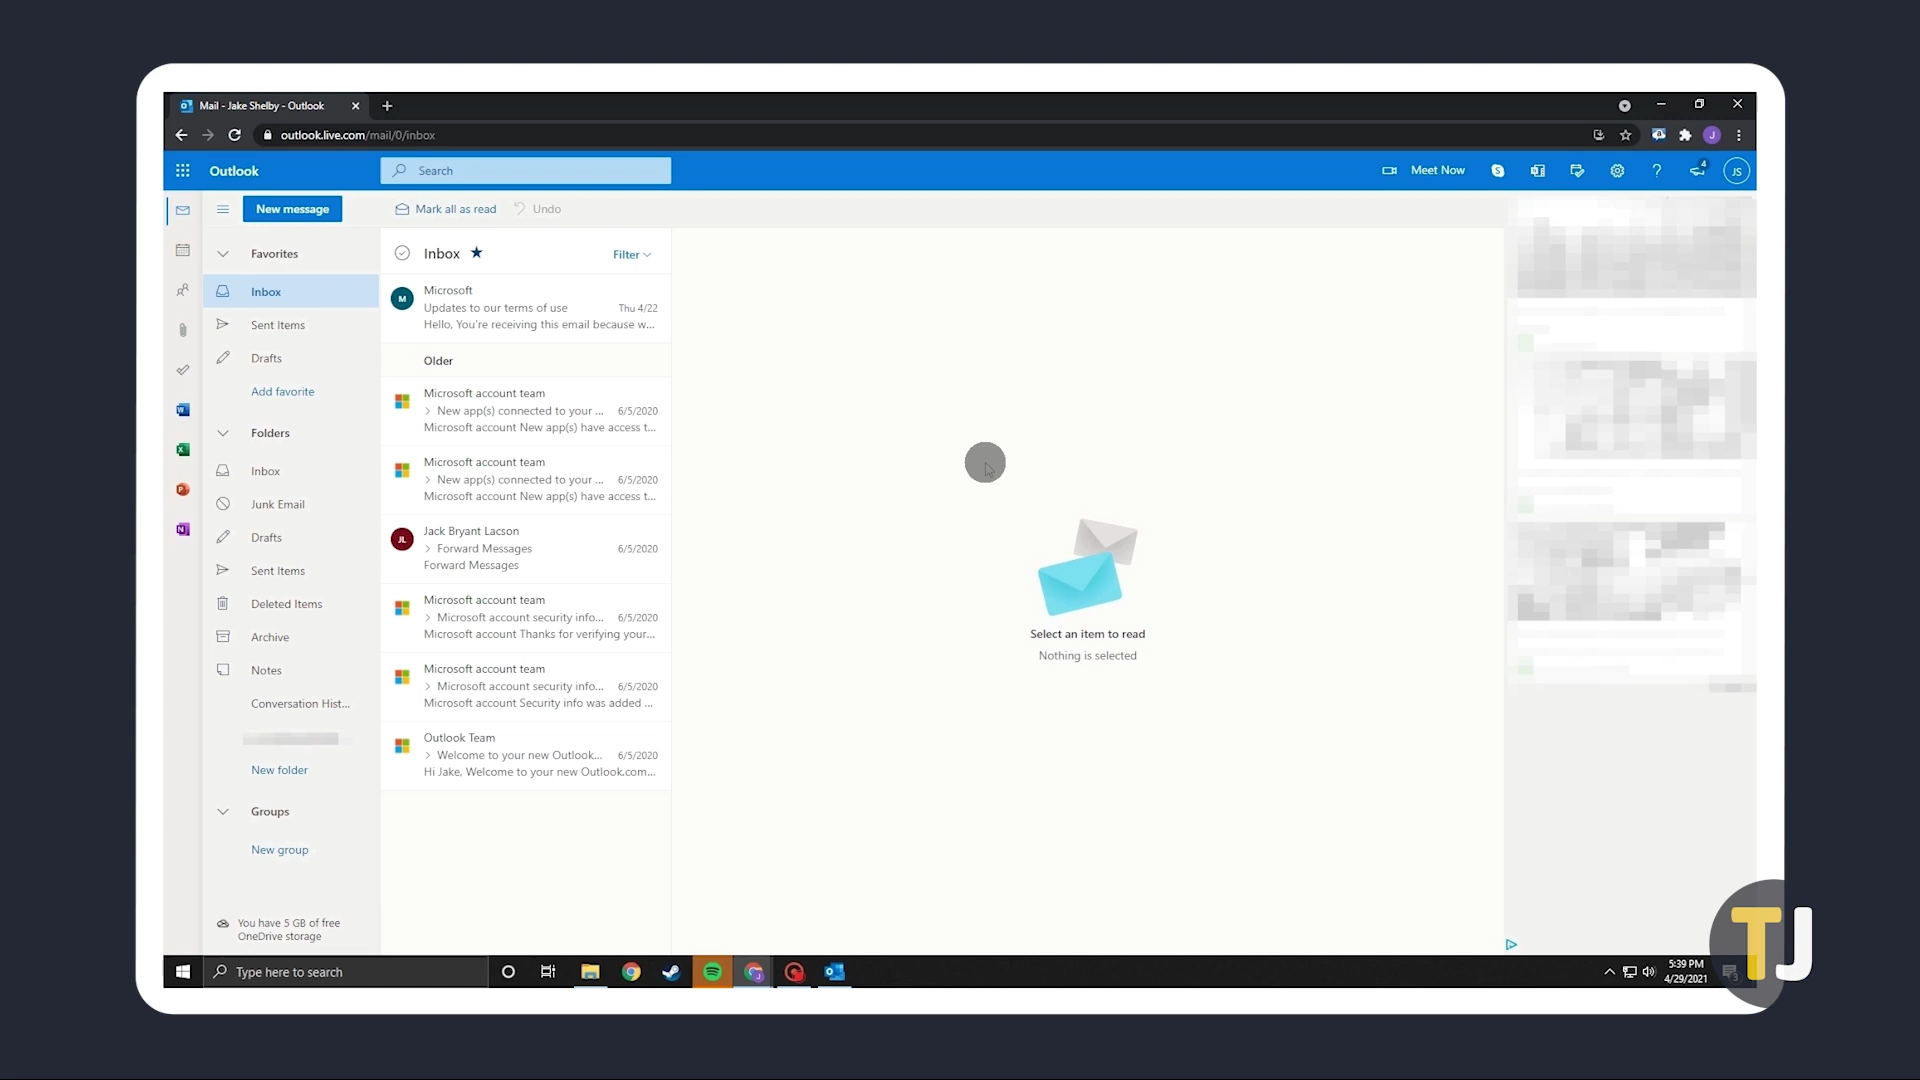 Mail - Jake Shelby - Outlook
outlook.live.com/mail/0/inbox
Outlook
Search
Meet Now
4
JS
New message
Mark all as read
Undo
Favorites
Inbox
Sent Items
Drafts
Add favorite
Folders
Inbox
Junk Email
Drafts
Sent Items
Deleted Items
Archive
Notes
Conversation Hist...
New folder
Groups
New group
You have 5 GB of free
OneDrive storage
Inbox
Filter
M
Microsoft
Updates to our terms of use Thu 4/22
Hello, You're receiving this email because w...
Older
Microsoft account team
New app(s) connected to your ... 6/5/2020
Microsoft account New app(s) have access t...
Microsoft account team
New app(s) connected to your ... 6/5/2020
Microsoft account New app(s) have access t...
JL
Jack Bryant Lacson
Forward Messages 6/5/2020
Forward Messages
Microsoft account team
Microsoft account security info... 6/5/2020
Microsoft account Thanks for verifying your...
Microsoft account team
Microsoft account security info... 6/5/2020
Microsoft account Security info was added ...
Outlook Team
Welcome to your new Outlook... 6/5/2020
Hi Jake, Welcome to your new Outlook.com...
Select an item to read
Nothing is selected
Type here to search
5:39 PM
4/29/2021
TJ